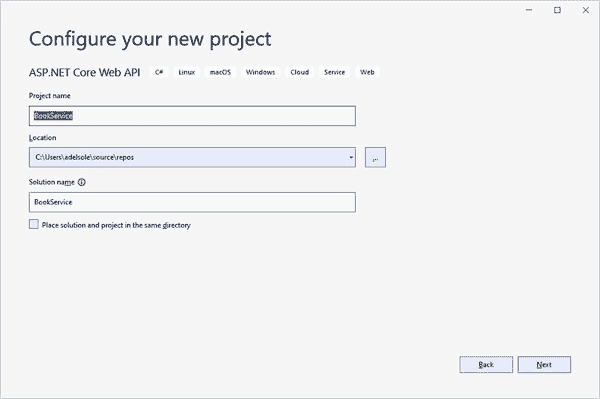 Configure your new project
ASP.NET Core Web API C# Linux macOS Windows Cloud Service Web
Project name
BookService
Location
C:\Users\adelsole\source\repos
...
Solution name
BookService
Place solution and project in the same directory
Back Next